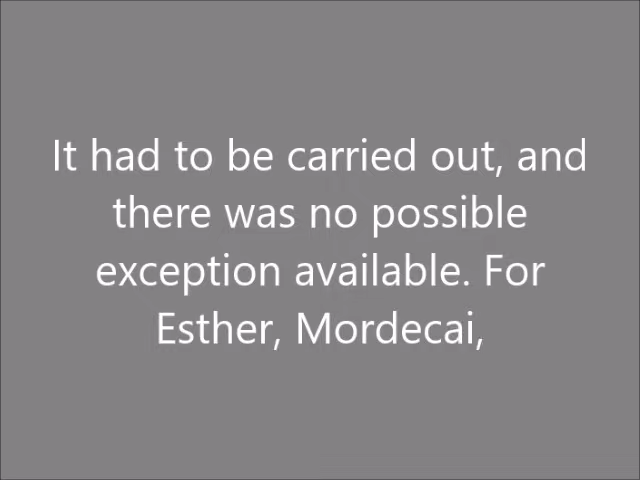 It had to be carried out, and
there was no possible
exception available. For
Esther, Mordecai,